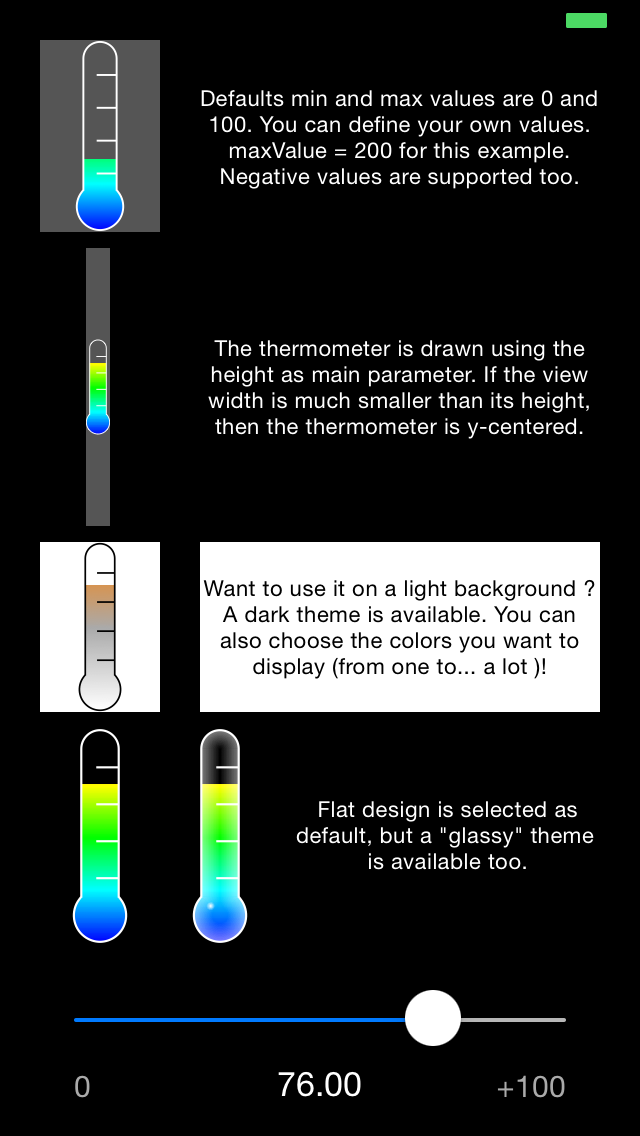 Defaults min and max values are 0 and
100. You can define your own values.
maxValue = 200 for this example.
Negative values are supported too.
The thermometer is drawn using the
height as main parameter. If the view
width is much smaller than its height,
then the thermometer is y-centered.
Want to use it on a light background ?
A dark theme is available. You can
also choose the colors you want to
display (from one to... a lot )!
Flat design is selected as
default, but a "glassy" theme
is available too.
0 76.00 +100